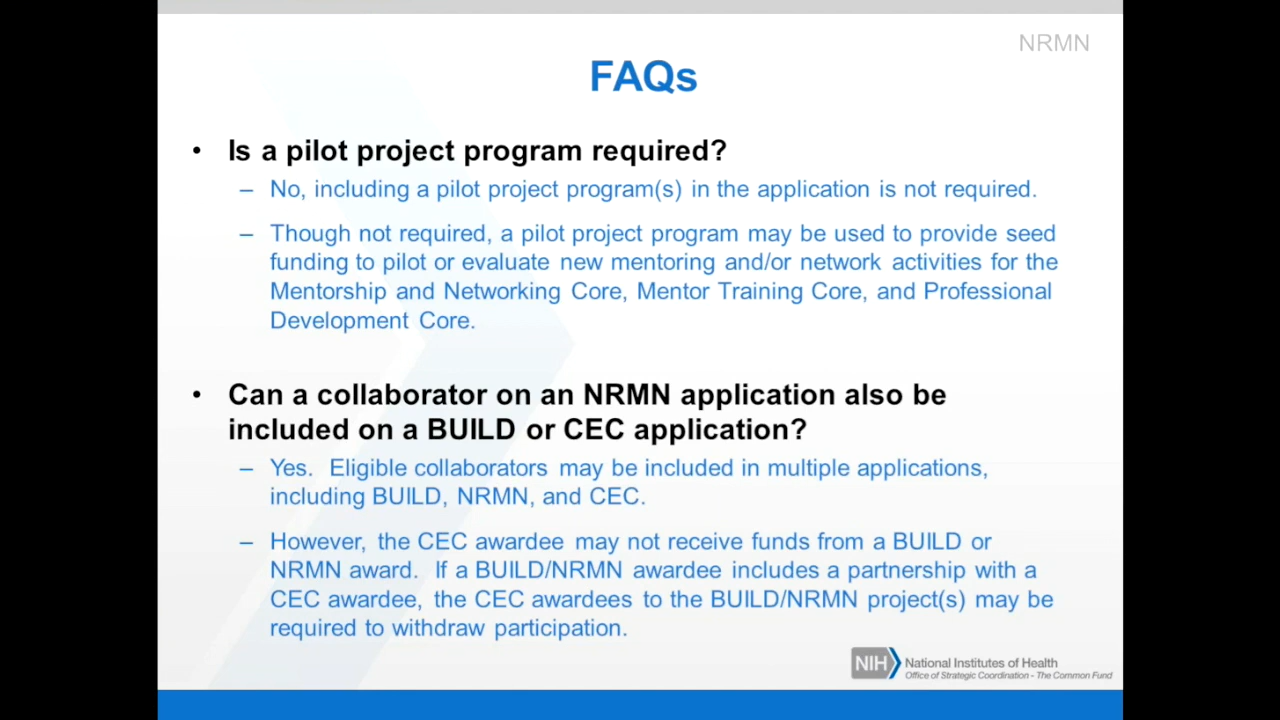 NRMN
FAQs
• Is a pilot project program required?
– No, including a pilot project program(s) in the application is not required.
– Though not required, a pilot project program may be used to provide seed
funding to pilot or evaluate new mentoring and/or network activities for the
Mentorship and Networking Core, Mentor Training Core, and Professional
Development Core.
• Can a collaborator on an NRMN application also be
included on a BUILD or CEC application?
– Yes. Eligible collaborators may be included in multiple applications,
including BUILD, NRMN, and CEC.
– However, the CEC awardee may not receive funds from a BUILD or
NRMN award. If a BUILD/NRMN awardee includes a partnership with a
CEC awardee, the CEC awardees to the BUILD/NRMN project(s) may be
required to withdraw participation.
NIH National Institutes of Health
Office of Strategic Coordination - The Common Fund